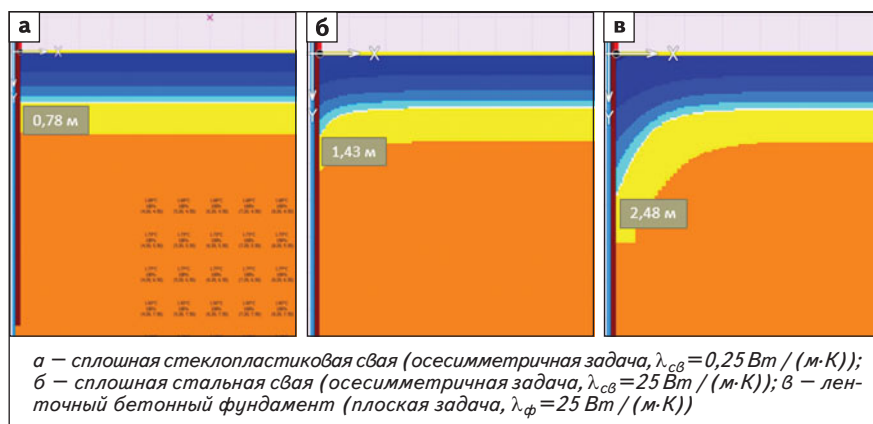 а
б
в
X
X
X
Y
Y
0,78 м
1,43 м
2,48 м
а – сплошная стеклопластиковая свая (осесимметричная задача, λсв=0,25 Вт / (м·К));
б – сплошная стальная свая (осесимметричная задача, λсв=25 Вт / (м·К)); в – лен-
точный бетонный фундамент (плоская задача, λф=25 Вт / (м·К))